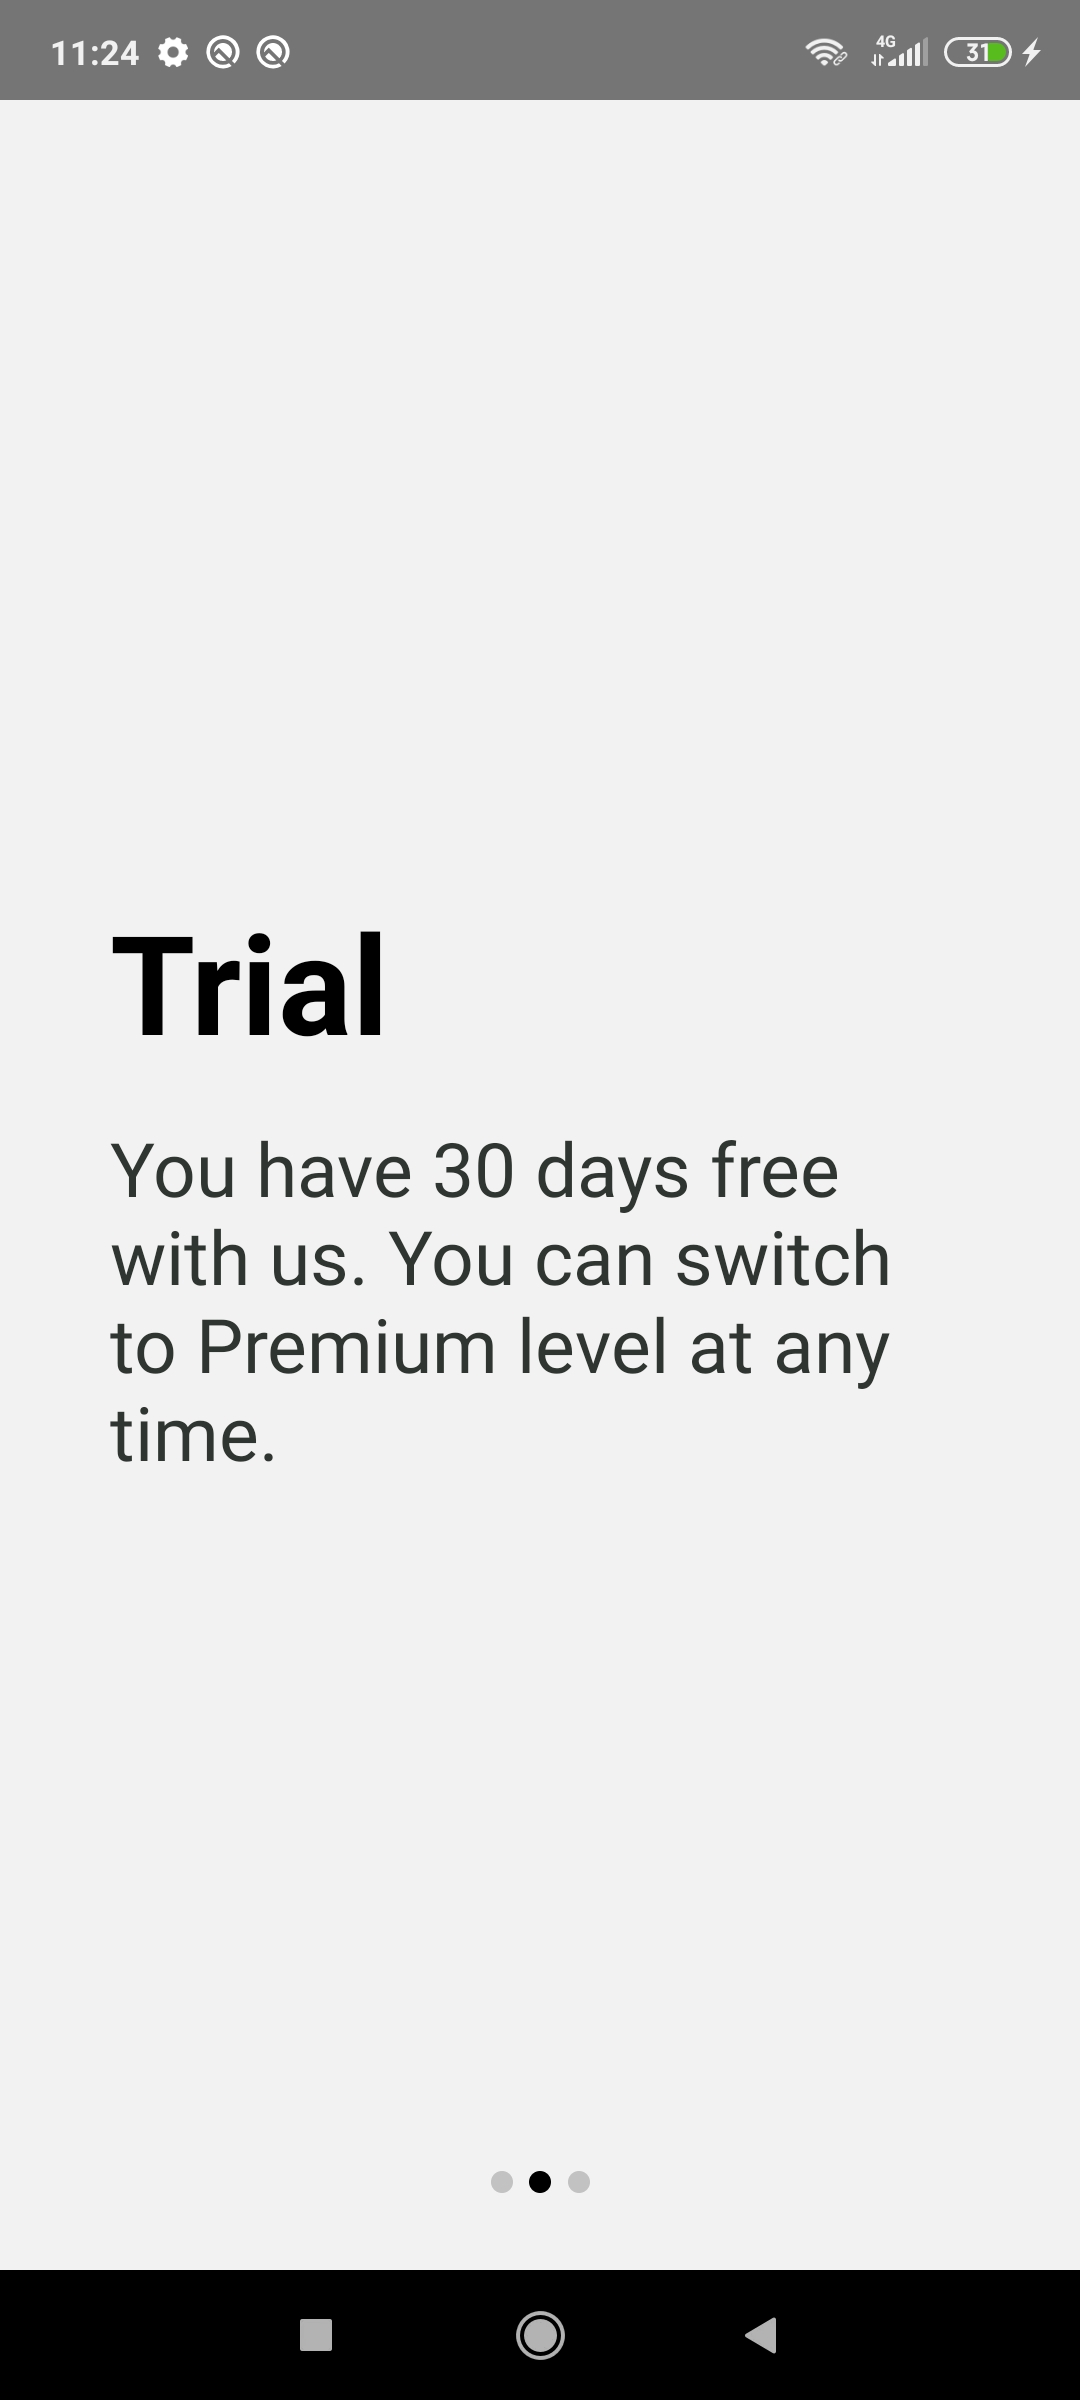 11:24
4G
31
Trial
You have 30 days free
with us. You can switch
to Premium level at any
time.